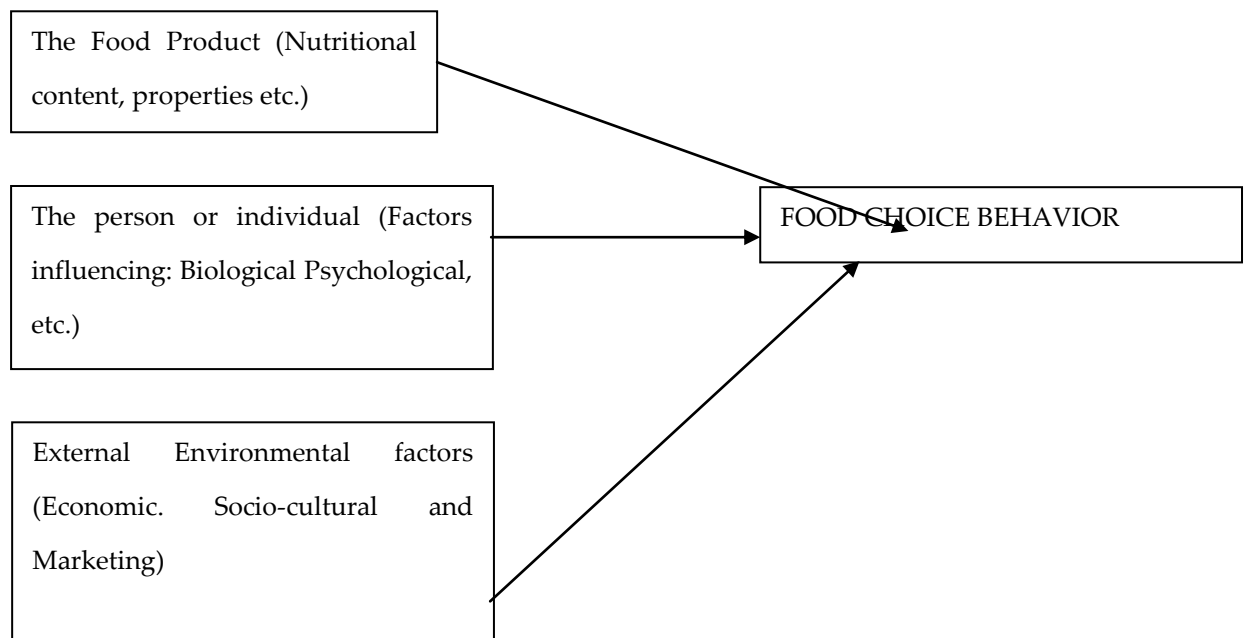 The Food Product (Nutritional
content, properties etc.)
The person or individual (Factors
influencing: Biological Psychological,
etc.)
FOOD CHOICE BEHAVIOR
External Environmental factors
(Economic. Socio-cultural and
Marketing)